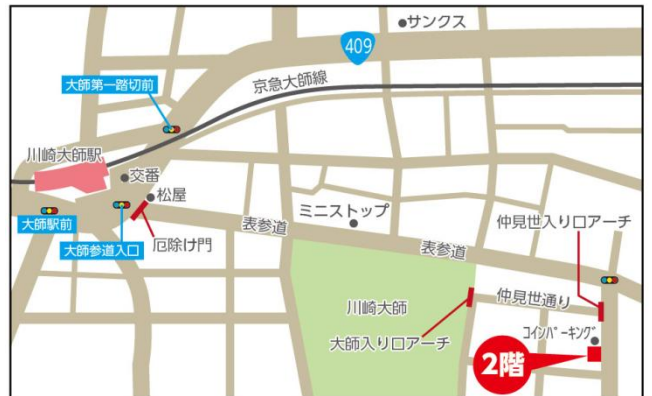 サンクス
409
京急大師線
大師第一踏切前
川崎大師駅
交番
松屋
大師駅前
大師参道入口
厄除け門
表参道
ミニストップ
表参道
仲見世入り口アーチ
川崎大師
仲見世通り
大師入り口アーチ
ｺｲﾝﾊﾟｰｷﾝｸﾞ
2階